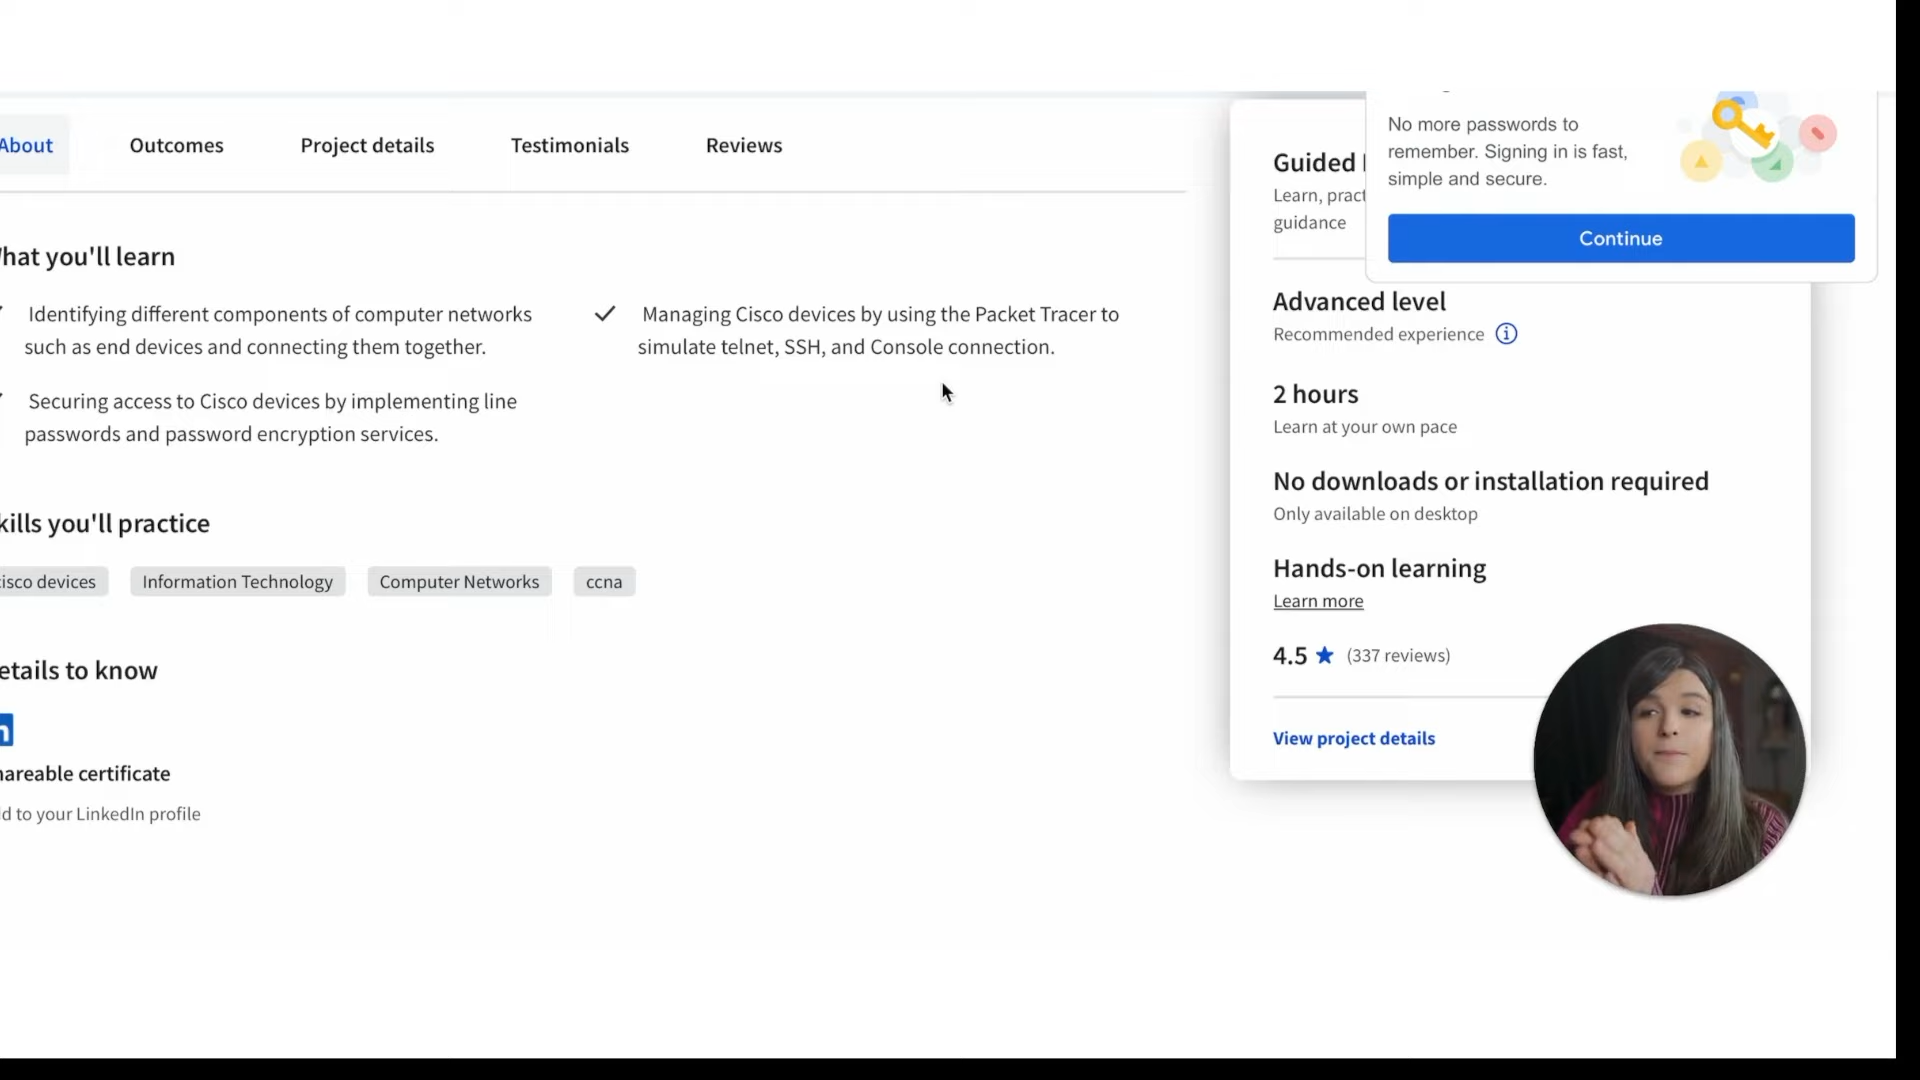 About
Outcomes
Project details
Testimonials
Reviews
What you'll learn
Identifying different components of computer networks
such as end devices and connecting them together.
Securing access to Cisco devices by implementing line
passwords and password encryption services.
Managing Cisco devices by using the Packet Tracer to
simulate telnet, SSH, and Console connection.
kills you'll practice
isco devices
Information Technology
Computer Networks
ccna
etails to know
hareable certificate
d to your LinkedIn profile
No more passwords to
remember. Signing in is fast,
simple and secure.
Continue
Guided
Learn, pract
guidance
Advanced level
Recommended experience
2 hours
Learn at your own pace
No downloads or installation required
Only available on desktop
Hands-on learning
Learn more
4.5 ★ (337 reviews)
View project details